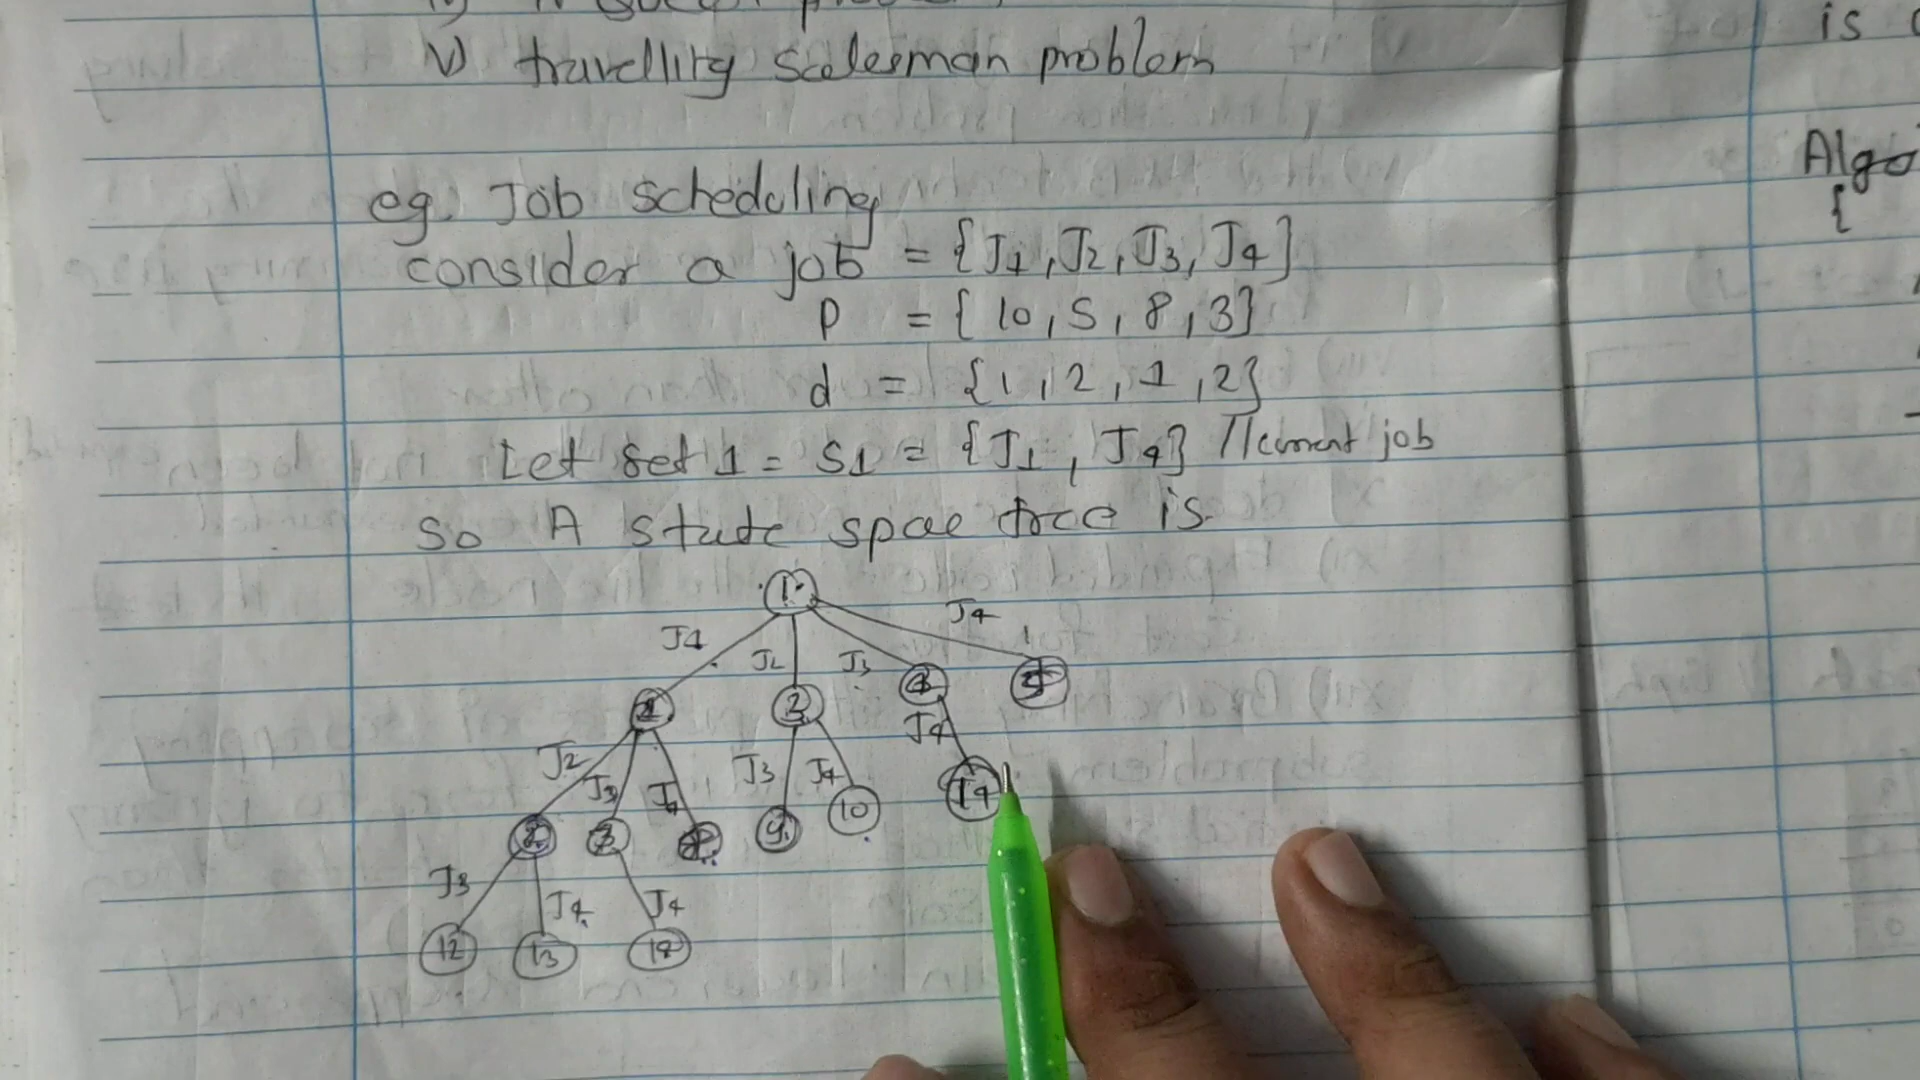 v) travelling salesman problem
eg. Job scheduling
consider a job = {J1, J2, J3, J4}
P = {10, 5, 8, 3}
d = {1, 2, 1, 2}
Let set 1 = S1 = {J1, J4} // current job
So A state space tree is
1
J1 J2 J3 J4
3
J2 J3 J4 J3 J4 J4
9 10
J3 J4 J4
12 13
is
Algo
{